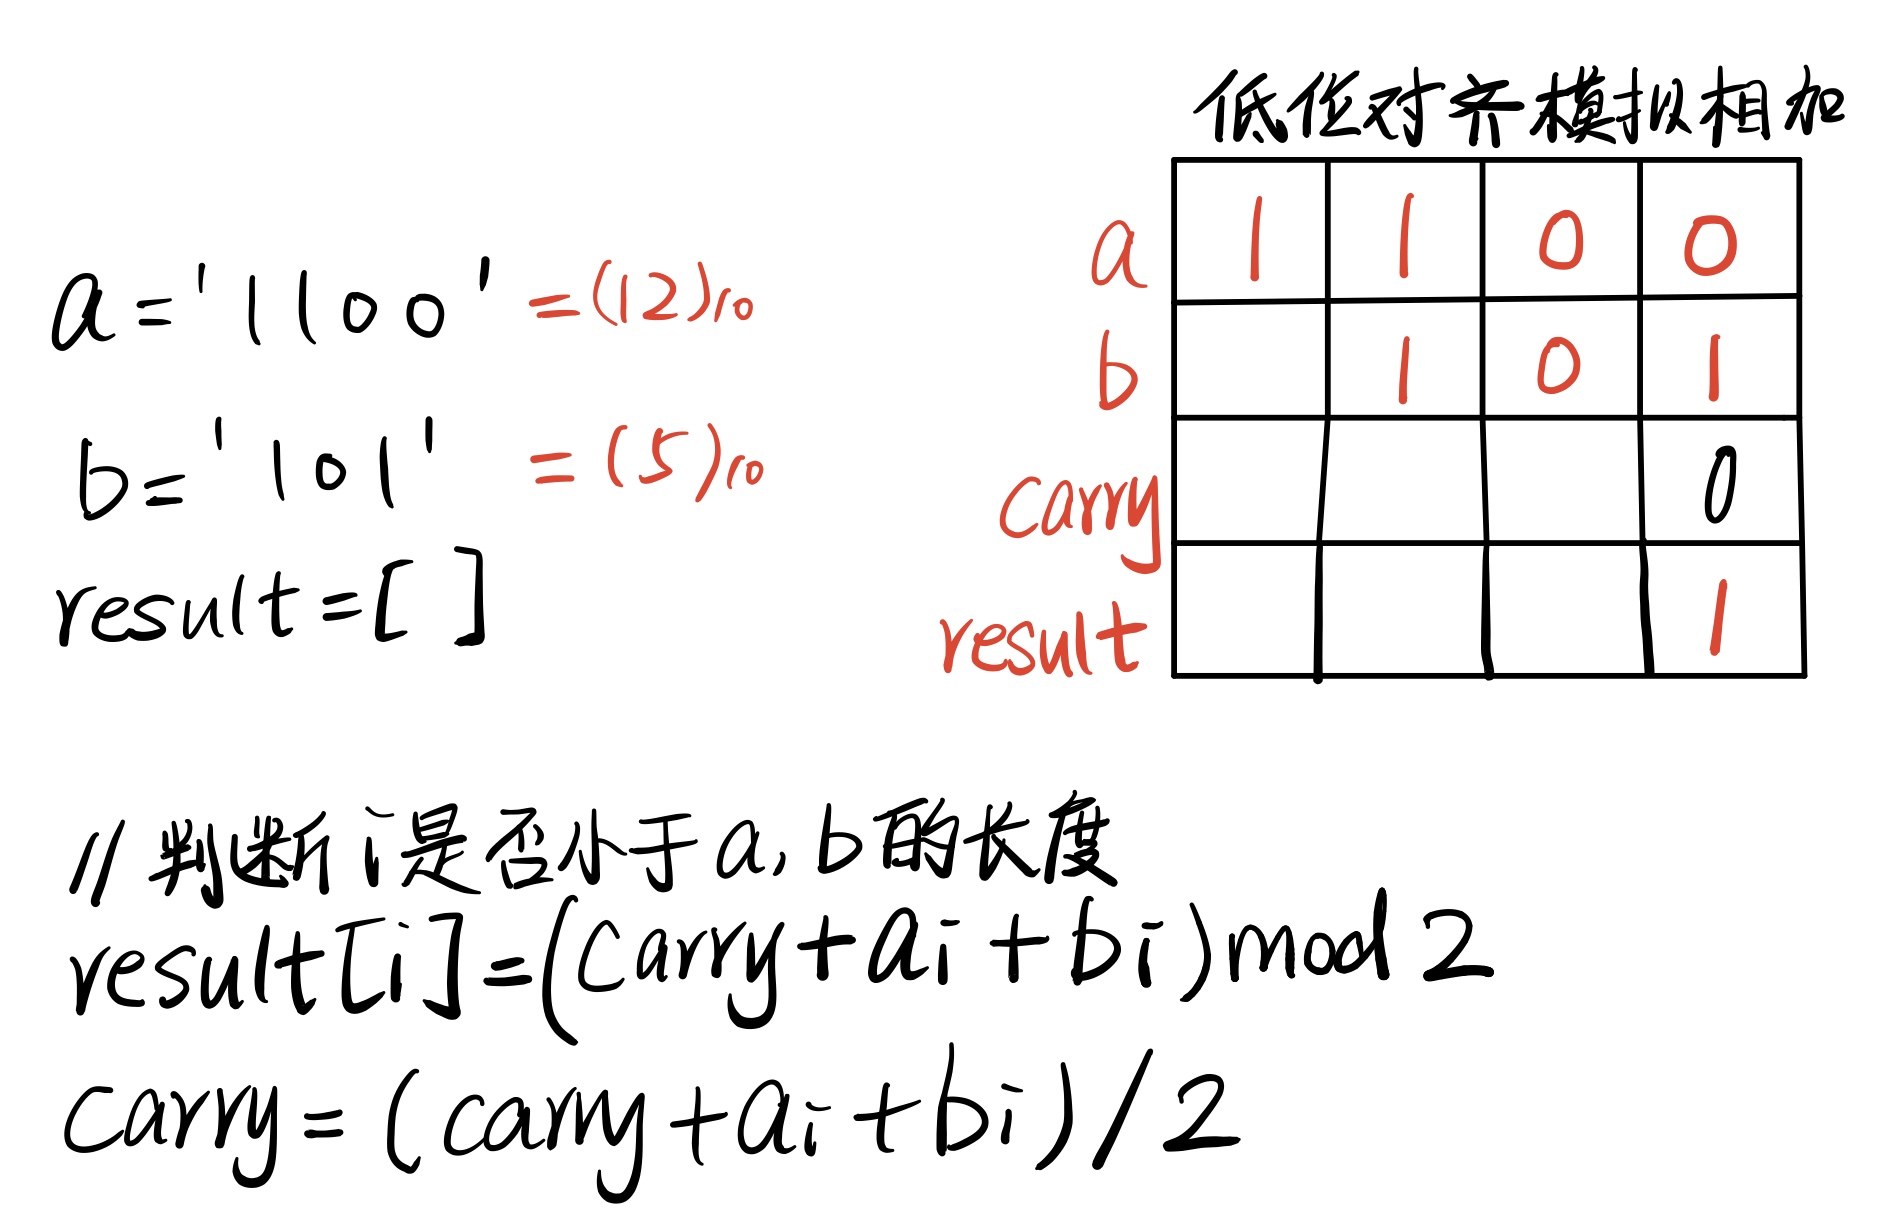 低位对齐模拟相加
a = '1100' = (12)10
b = '101' = (5)10
result = [ ]
a 1 1 0 0
b 1 0 1
carry 0
result 1
// 判断i是否小于a, b的长度
result[i] = (carry + ai + bi) mod 2
carry = (carry + ai + bi) / 2